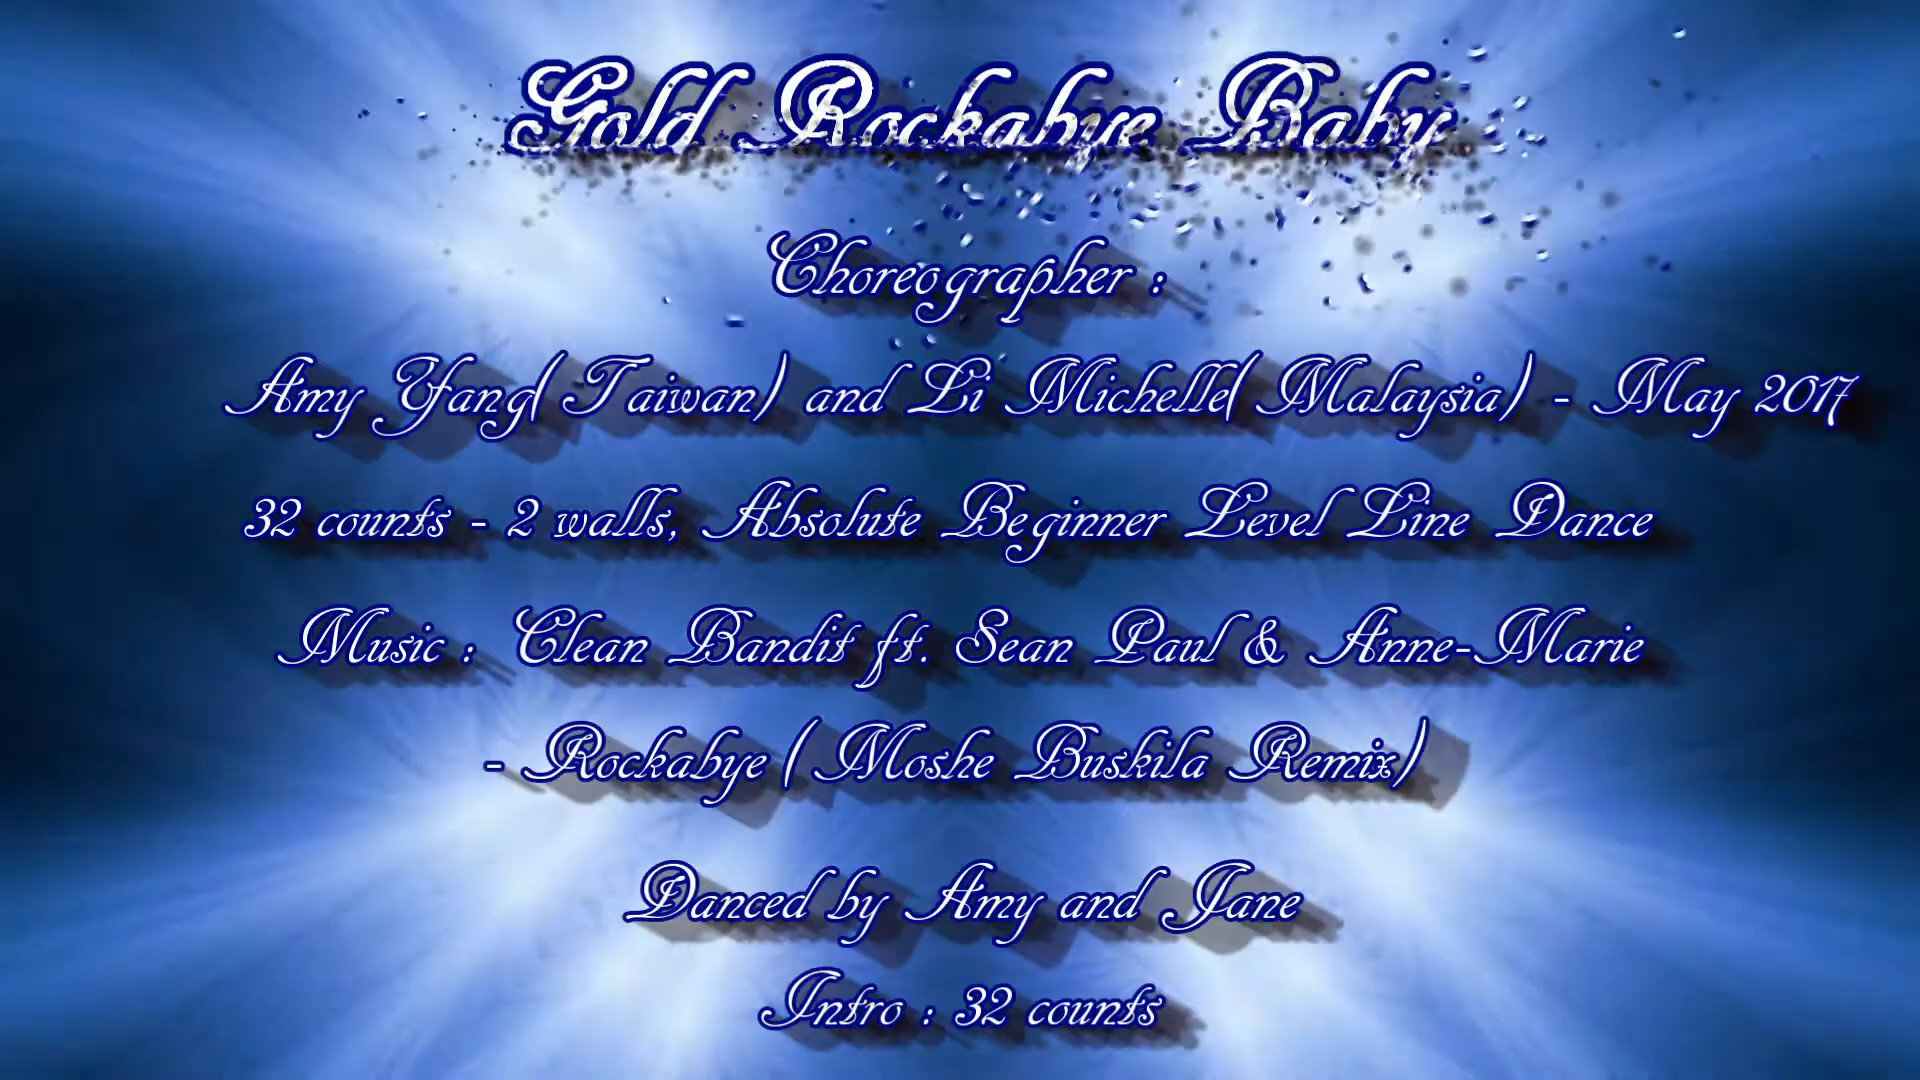 Gold Rockabye Baby
Choreographer :
Amy Yang(Taiwan) and Li Michelle(Malaysia) - May 2017
32 counts - 2 walls, Absolute Beginner Level Line Dance
Music : Clean Bandit ft. Sean Paul & Anne-Marie
- Rockabye (Moshe Buskila Remix)
Danced by Amy and Jane
Intro : 32 counts